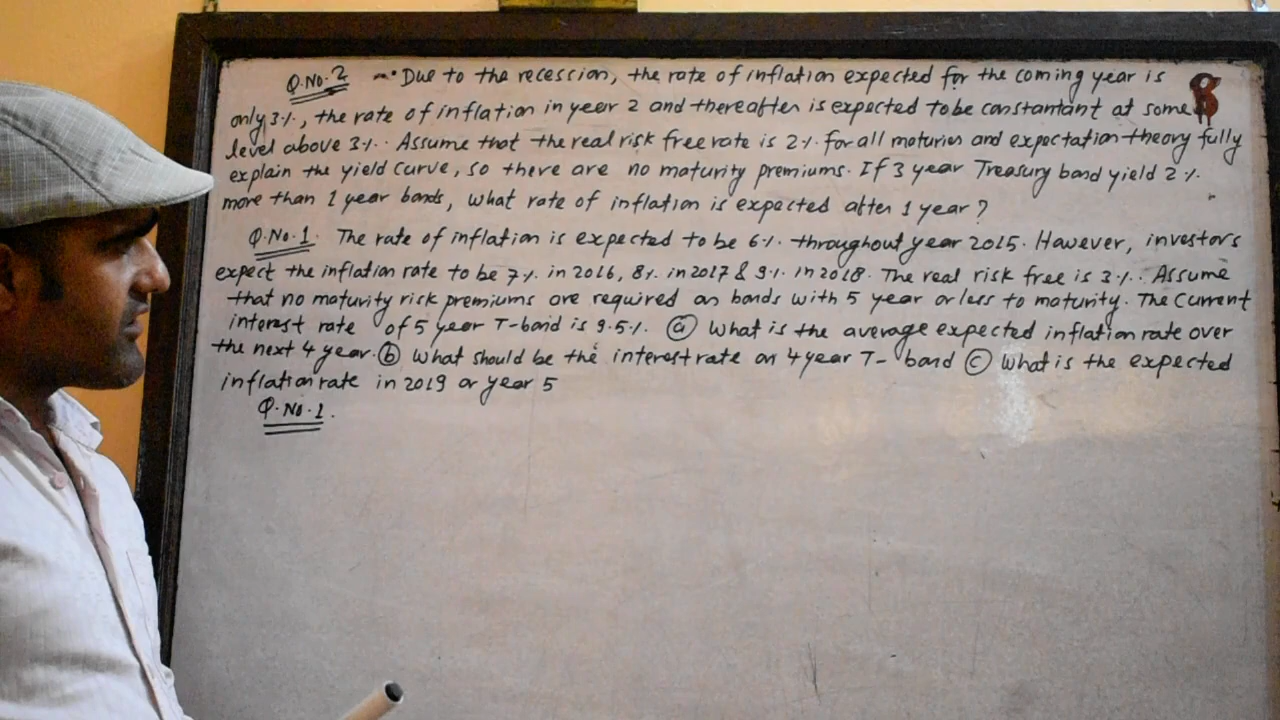 Q.No.2 Due to the recession, the rate of inflation expected for the coming year is
only 3%, the rate of inflation in year 2 and thereafter is expected to be constantant at some
level above 3%. Assume that the real risk free rate is 2% for all maturies and expectation theory fully
explain the yield curve, so there are no maturity premiums. If 3 year Treasury bond yield 2%
more than 1 year bonds, what rate of inflation is expected after 1 year?
Q.No.1. The rate of inflation is expected to be 6% throughout year 2015. However, investors
expect the inflation rate to be 7% in 2016, 8% in 2017 & 9% in 2018. The real risk free is 3%. Assume
that no maturity risk premiums are required on bonds with 5 year or less to maturity. The current
interest rate of 5 year T-bond is 9.5%. (a) What is the average expected inflation rate over
the next 4 year. (b) What should be the interest rate on 4 year T-bond (c) What is the expected
inflation rate in 2019 or year 5
Q.No.1.